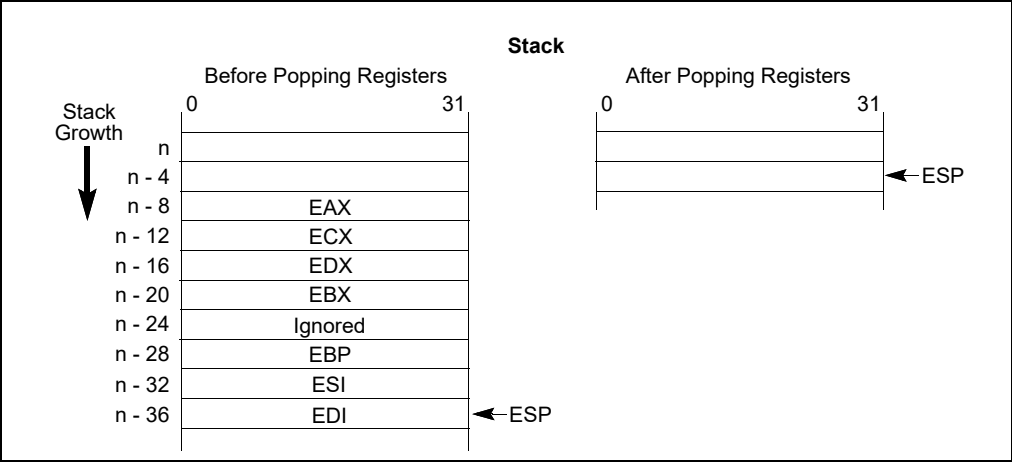 Stack
Before Popping Registers
After Popping Registers
0 31
0 31
Stack
Growth
n
n - 4
ESP
n - 8 EAX
n - 12 ECX
n - 16 EDX
n - 20 EBX
n - 24 Ignored
n - 28 EBP
n - 32 ESI
n - 36 EDI ESP